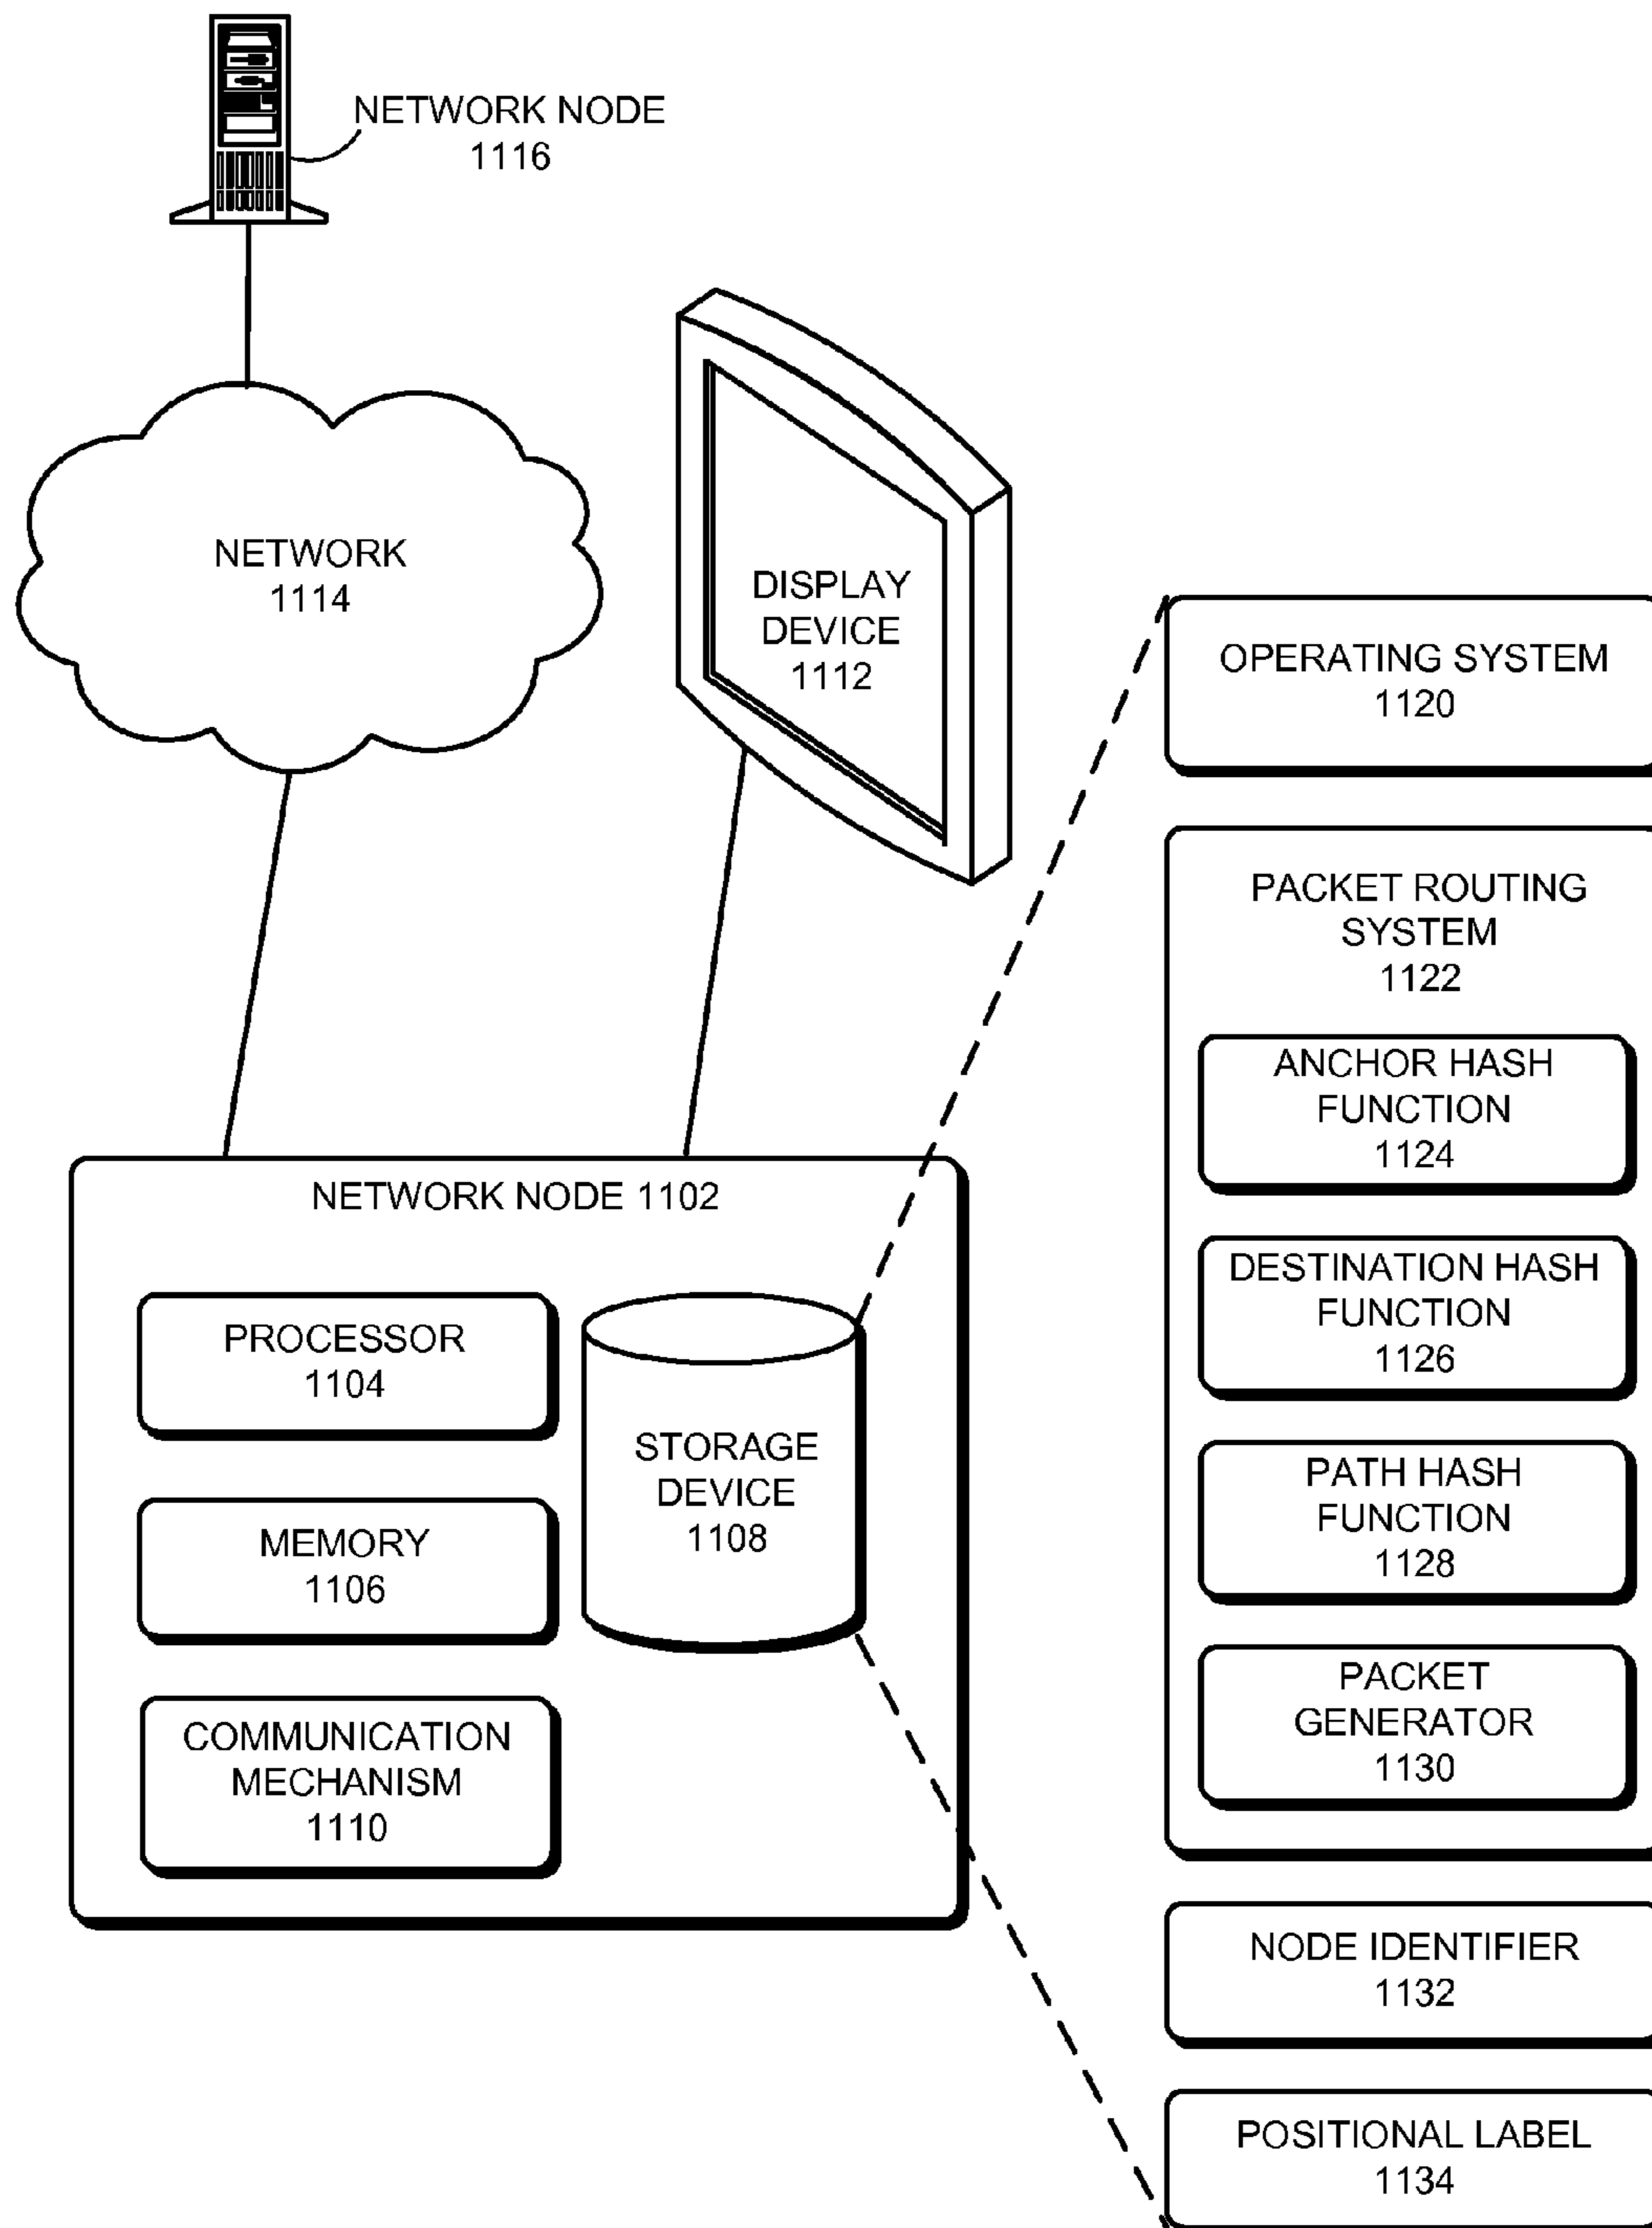 NETWORK NODE
1116
NETWORK
1114
DISPLAY
DEVICE
1112
NETWORK NODE 1102
PROCESSOR
1104
MEMORY
1106
COMMUNICATION
MECHANISM
1110
STORAGE
DEVICE
1108
OPERATING SYSTEM
1120
PACKET ROUTING
SYSTEM
1122
ANCHOR HASH
FUNCTION
1124
DESTINATION HASH
FUNCTION
1126
PATH HASH
FUNCTION
1128
PACKET
GENERATOR
1130
NODE IDENTIFIER
1132
POSITIONAL LABEL
1134